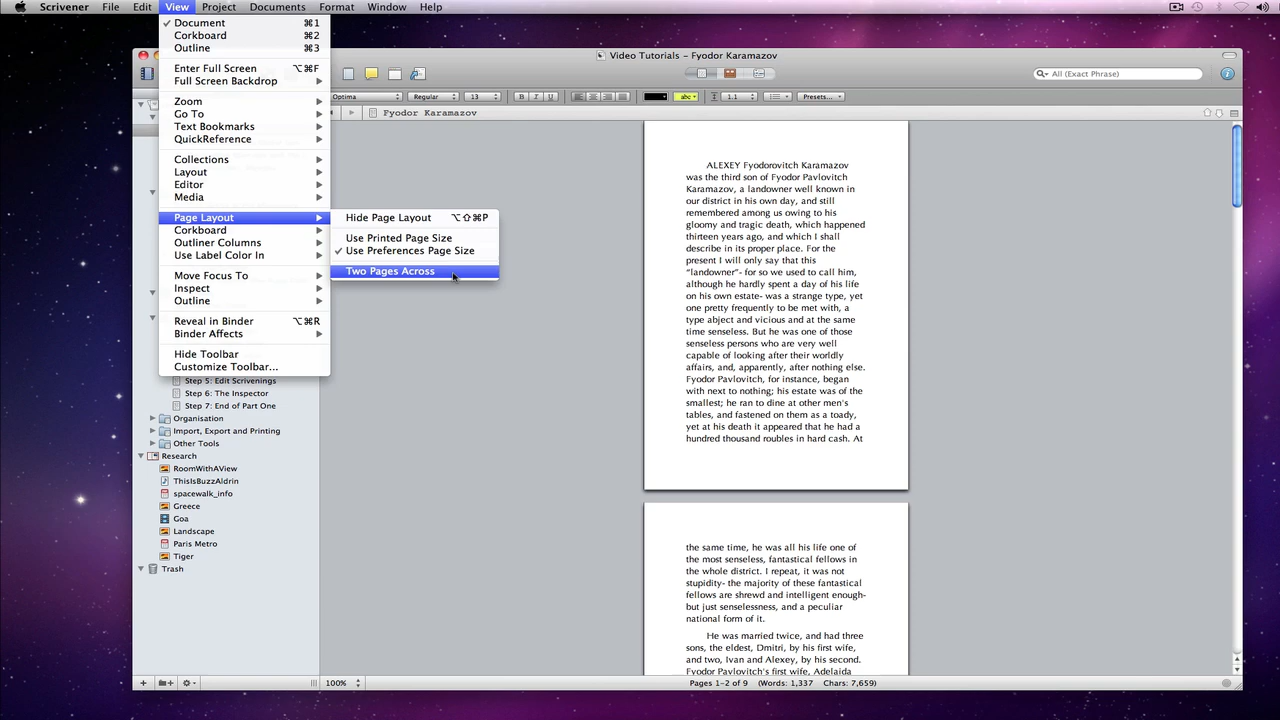 Scrivener File Edit View Project Documents Format Window Help
✓ Document ⌘1
Corkboard ⌘2
Outline ⌘3
Enter Full Screen ⌥⌘F
Full Screen Backdrop
Zoom
Go To
Text Bookmarks
QuickReference
Collections
Layout
Editor
Media
Page Layout
Corkboard
Outliner Columns
Use Label Color In
Move Focus To
Inspect
Outline
Reveal in Binder ⌥⌘R
Binder Affects
Hide Toolbar
Customize Toolbar...
Hide Page Layout ⌥⇧⌘P
Use Printed Page Size
✓ Use Preferences Page Size
Two Pages Across
Video Tutorials – Fyodor Karamazov
All (Exact Phrase)
Optima Regular 13 B I U abc 1.1 Presets...
Fyodor Karamazov
Step 5: Edit Scrivenings
Step 6: The Inspector
Step 7: End of Part One
Organisation
Import, Export and Printing
Other Tools
Research
RoomWithAView
ThisIsBuzzAldrin
spacewalk_info
Greece
Goa
Landscape
Paris Metro
Tiger
Trash
ALEXEY Fyodorovitch Karamazov
was the third son of Fyodor Pavlovitch
Karamazov, a landowner well known in
our district in his own day, and still
remembered among us owing to his
gloomy and tragic death, which happened
thirteen years ago, and which I shall
describe in its proper place. For the
present I will only say that this
“landowner”- for so we used to call him,
although he hardly spent a day of his life
on his own estate- was a strange type, yet
one pretty frequently to be met with, a
type abject and vicious and at the same
time senseless. But he was one of those
senseless persons who are very well
capable of looking after their worldly
affairs, and, apparently, after nothing else.
Fyodor Pavlovitch, for instance, began
with next to nothing; his estate was of the
smallest; he ran to dine at other men's
tables, and fastened on them as a toady,
yet at his death it appeared that he had a
hundred thousand roubles in hard cash. At
the same time, he was all his life one of
the most senseless, fantastical fellows in
the whole district. I repeat, it was not
stupidity- the majority of these fantastical
fellows are shrewd and intelligent enough-
but just senselessness, and a peculiar
national form of it.
He was married twice, and had three
sons, the eldest, Dmitri, by his first wife,
and two, Ivan and Alexey, by his second.
Fyodor Pavlovitch's first wife, Adelaida
100%
Pages 1-2 of 9 (Words: 1,337 Chars: 7,659)